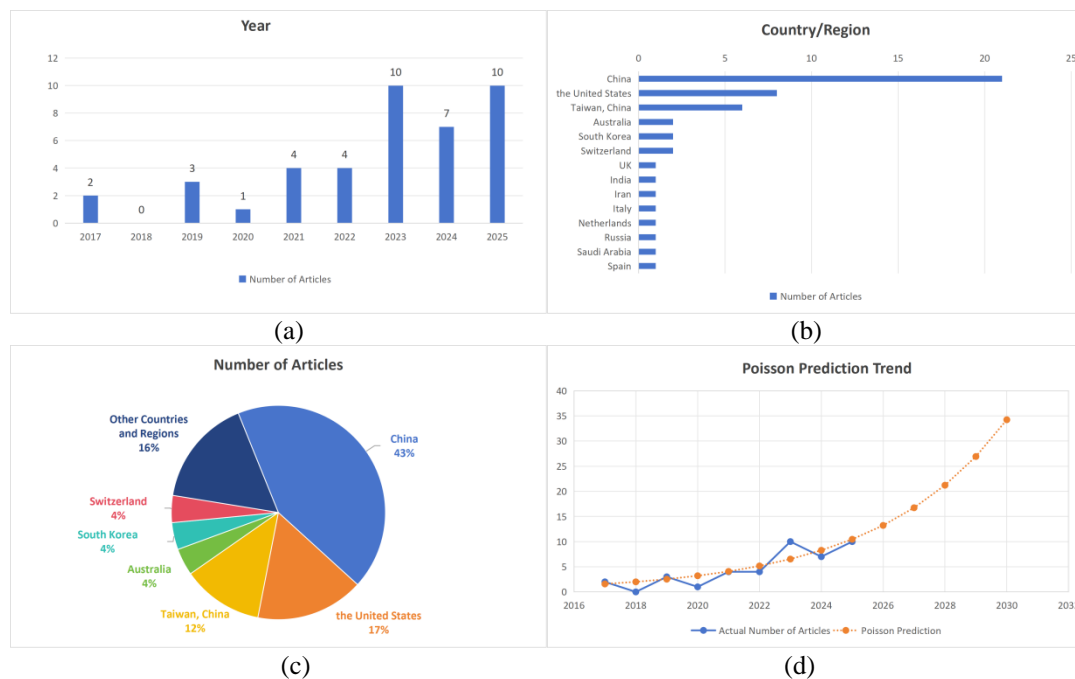 Year
12
10
8
6
4
2
0
2
0
3
1
4
4
10
7
10
2017 2018 2019 2020 2021 2022 2023 2024 2025
Number of Articles
(a)
Country/Region
0 5 10 15 20 25
China
the United States
Taiwan, China
Australia
South Korea
Switzerland
UK
India
Iran
Italy
Netherlands
Russia
Saudi Arabia
Spain
Number of Articles
(b)
Number of Articles
Other Countries
and Regions
16%
China
43%
Switzerland
4%
South Korea
4%
Australia
4%
Taiwan, China
12%
the United States
17%
(c)
Poisson Prediction Trend
40
35
30
25
20
15
10
5
0
2016 2018 2020 2022 2024 2026 2028 2030
Actual Number of Articles Poisson Prediction
(d)